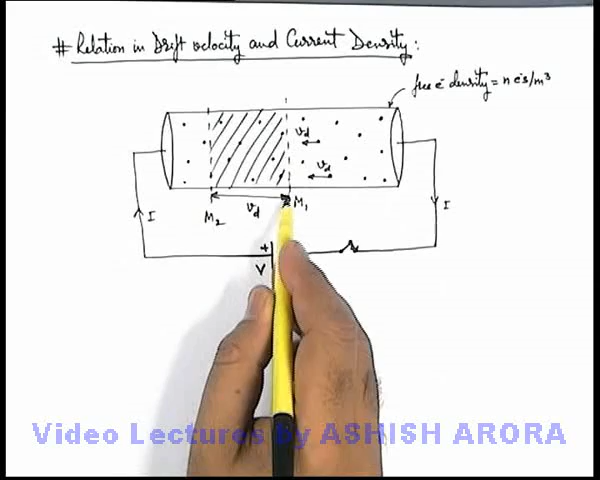 # Relation in Drift velocity and Current Density :
free e⁻ density = n e⁻s/m³
v_d
v_d
I
v_d
M₁
M₂
I
+
V
Video Lectures by ASHISH ARORA